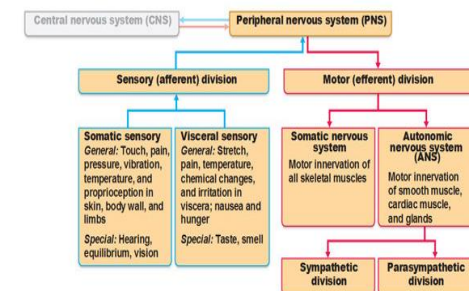 Central nervous system (CNS)
Peripheral nervous system (PNS)
Sensory (afferent) division
Motor (efferent) division
Somatic sensory
General: Touch, pain,
pressure, vibration,
temperature, and
proprioception in
skin, body wall, and
limbs
Special: Hearing,
equilibrium, vision
Visceral sensory
General: Stretch,
pain, temperature,
chemical changes,
and irritation in
viscera; nausea and
hunger
Special: Taste, smell
Somatic nervous
system
Motor innervation of
all skeletal muscles
Autonomic
nervous system
(ANS)
Motor innervation
of smooth muscle,
cardiac muscle,
and glands
Sympathetic
division
Parasympathetic
division